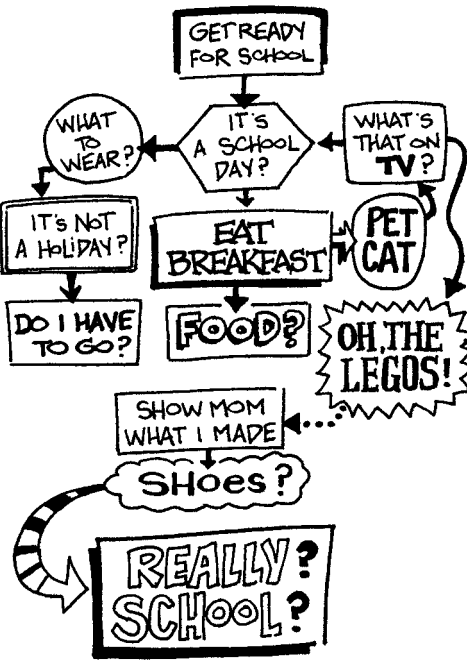 GET READY
FOR SCHOOL
IT'S
A SCHOOL
DAY?
WHAT
TO
WEAR?
WHAT'S
THAT ON
TV?
IT'S NOT
A HOLIDAY?
EAT
BREAKFAST
PET
CAT
DO I HAVE
TO GO?
FOOD?
OH, THE
LEGOS!
SHOW MOM
WHAT I MADE
SHOES?
REALLY?
SCHOOL?